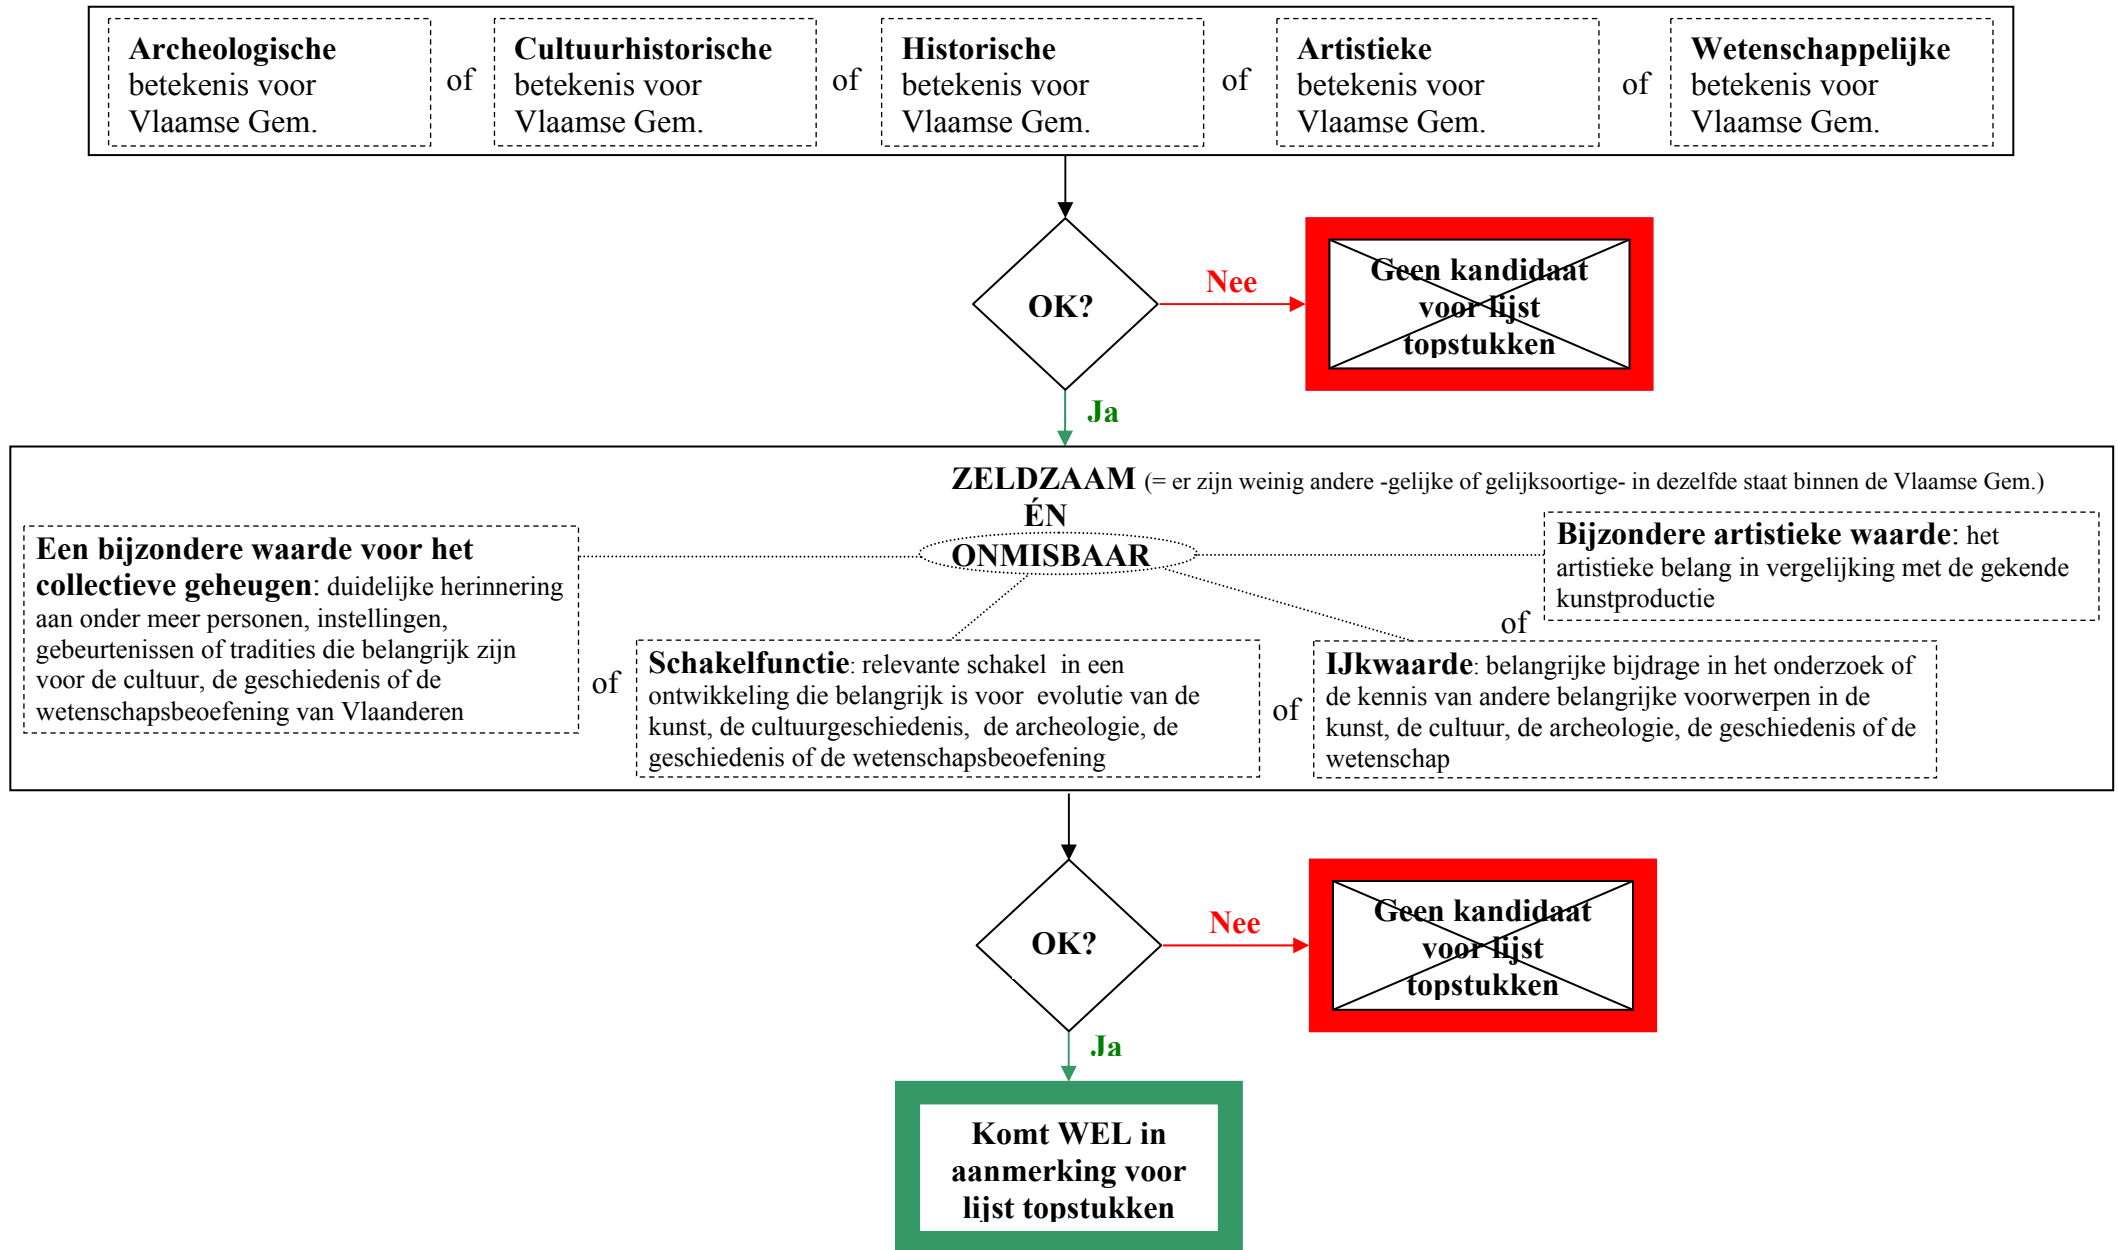 Archeologische
betekenis voor
Vlaamse Gem.
of
Cultuurhistorische
betekenis voor
Vlaamse Gem.
of
Historische
betekenis voor
Vlaamse Gem.
of
Artistieke
betekenis voor
Vlaamse Gem.
of
Wetenschappelijke
betekenis voor
Vlaamse Gem.
OK?
Nee
Geen kandidaat
voor lijst
topstukken
Ja
ZELDZAAM (= er zijn weinig andere -gelijke of gelijksoortige- in dezelfde staat binnen de Vlaamse Gem.)
ÉN
ONMISBAAR
Een bijzondere waarde voor het
collectieve geheugen: duidelijke herinnering
aan onder meer personen, instellingen,
gebeurtenissen of tradities die belangrijk zijn
voor de cultuur, de geschiedenis of de
wetenschapsbeoefening van Vlaanderen
of
Schakelfunctie: relevante schakel in een
ontwikkeling die belangrijk is voor evolutie van de
kunst, de cultuurgeschiedenis, de archeologie, de
geschiedenis of de wetenschapsbeoefening
of
IJkwaarde: belangrijke bijdrage in het onderzoek of
de kennis van andere belangrijke voorwerpen in de
kunst, de cultuur, de archeologie, de geschiedenis of de
wetenschap
of
Bijzondere artistieke waarde: het
artistieke belang in vergelijking met de gekende
kunstproductie
OK?
Nee
Geen kandidaat
voor lijst
topstukken
Ja
Komt WEL in
aanmerking voor
lijst topstukken